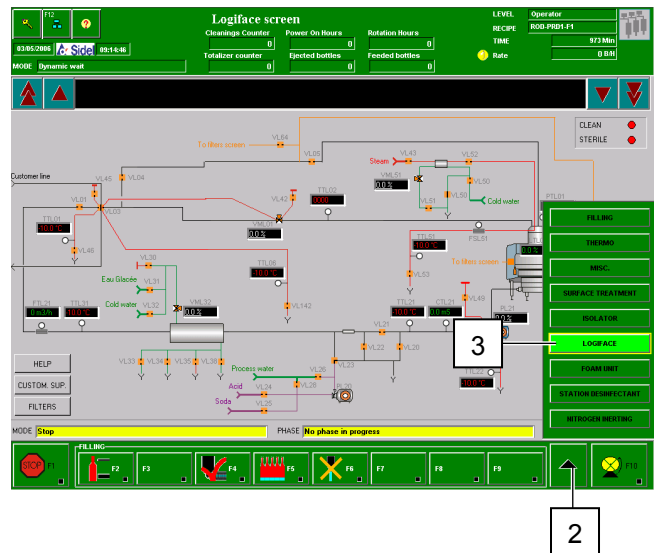 F12
?
Logiface screen
LEVEL Operator
RECIPE ROD-PRD1-F1
TIME 973 Min
Rate 0 B/H
Cleanings Counter Power On Hours Rotation Hours
0 0 0
03/05/2006 Sidel 09:14:46
Totalizer counter Ejected bottles Feeded bottles
0 0 0
MODE Dynamic wait
CLEAN
STERILE
To fillers screen
VL64
VL05
Steam
VL43
VL52
Customer line
VL45
VL04
VML51
0.0 %
VL50
VL01
VL03
VL42
TTL02
0000
VL51
VL50
Cold water
PTL01
TTL01
-10.0 °C
VML01
0.0 %
FSL51
FILLING
VL46
TTL51
-10.0 °C
0.0 %
THERMO
VL30
TTL06
-10.0 °C
To fillers screen
MISC.
Eau Glacée
VL31
VL53
SURFACE TREATMENT
FTL21
0 m3/h
TTL31
-10.0 °C
Cold water
VL32
VML32
0.0 %
VL142
TTL21
-10.0 °C
CTL21
0.0 mS
VL49
PL21
0.0 %
ISOLATOR
VL21
3
LOGIFACE
VL22
VL20
HELP
VL33
VL34
VL35
VL38
VL23
FOAM UNIT
Process water
VL26
TTL22
-10.0 °C
CUSTOM. SUP.
Acid
VL24
VL28
PL20
STATION DESINFECTANT
Soda
VL25
FILTERS
NITROGEN INERTING
MODE Stop
PHASE No phase in progress
FILLING
STOP F1
F2
F3
F4
F5
F6
F7
F8
F9
F10
2